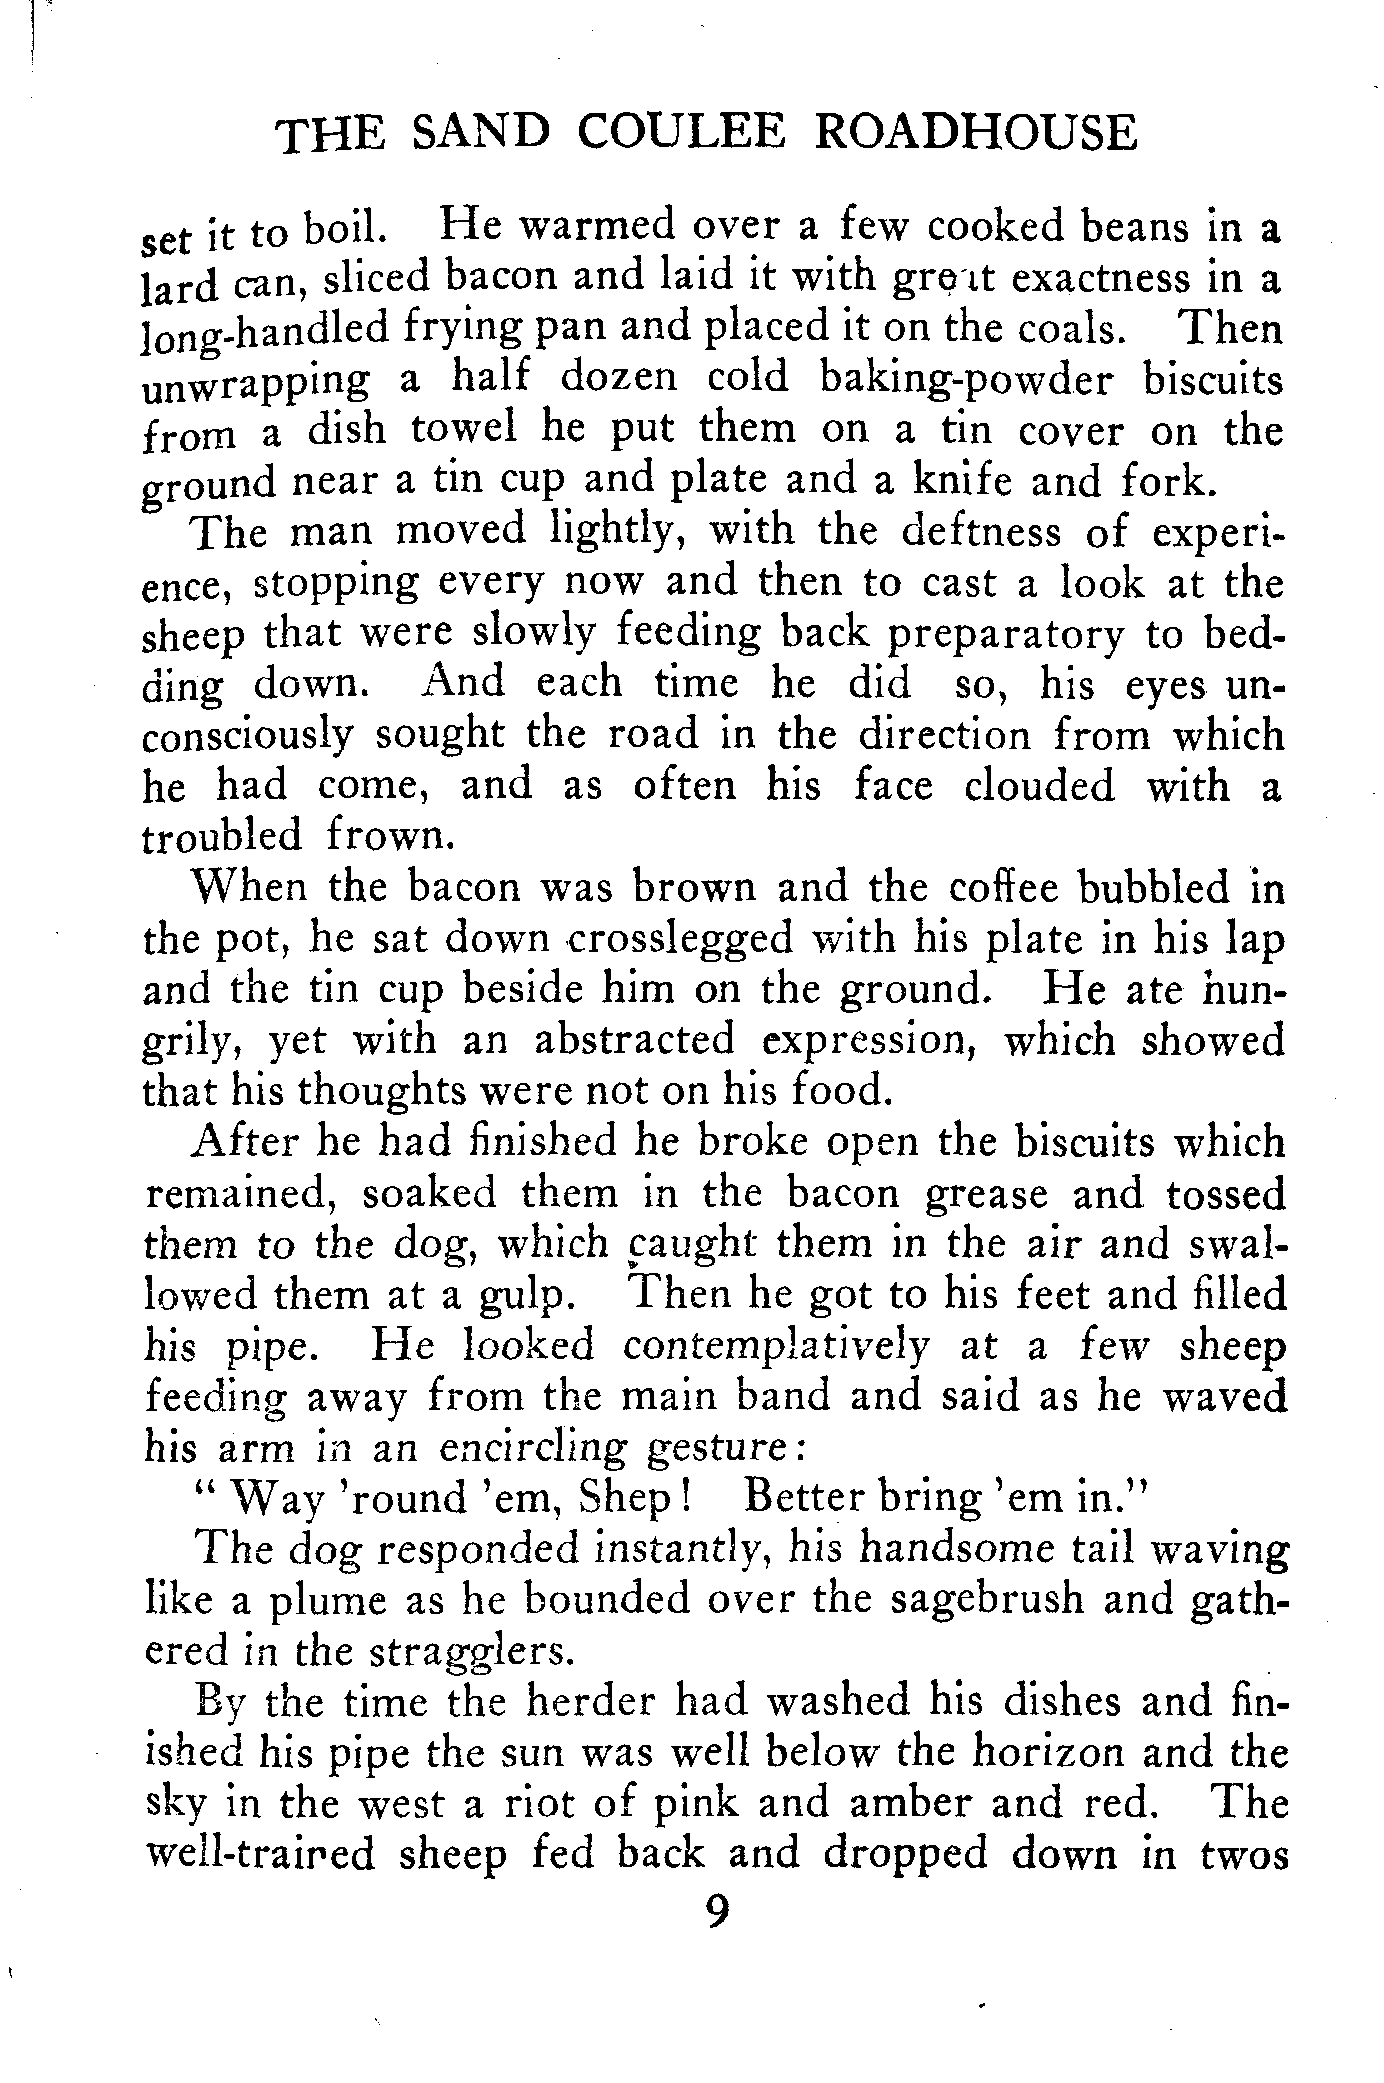 THE SAND COULEE ROADHOUSE
set it to boil. He warmed over a few cooked beans in a
lard can, sliced bacon and laid it with great exactness in a
long-handled frying pan and placed it on the coals. Then
unwrapping a half dozen cold baking-powder biscuits
from a dish towel he put them on a tin cover on the
ground near a tin cup and plate and a knife and fork.
The man moved lightly, with the deftness of experi-
ence, stopping every now and then to cast a look at the
sheep that were slowly feeding back preparatory to bed-
ding down. And each time he did so, his eyes un-
consciously sought the road in the direction from which
he had come, and as often his face clouded with a
troubled frown.
When the bacon was brown and the coffee bubbled in
the pot, he sat down crosslegged with his plate in his lap
and the tin cup beside him on the ground. He ate hun-
grily, yet with an abstracted expression, which showed
that his thoughts were not on his food.
After he had finished he broke open the biscuits which
remained, soaked them in the bacon grease and tossed
them to the dog, which caught them in the air and swal-
lowed them at a gulp. Then he got to his feet and filled
his pipe. He looked contemplatively at a few sheep
feeding away from the main band and said as he waved
his arm in an encircling gesture:
" Way 'round 'em, Shep! Better bring 'em in."
The dog responded instantly, his handsome tail waving
like a plume as he bounded over the sagebrush and gath-
ered in the stragglers.
By the time the herder had washed his dishes and fin-
ished his pipe the sun was well below the horizon and the
sky in the west a riot of pink and amber and red. The
well-trained sheep fed back and dropped down in twos
9